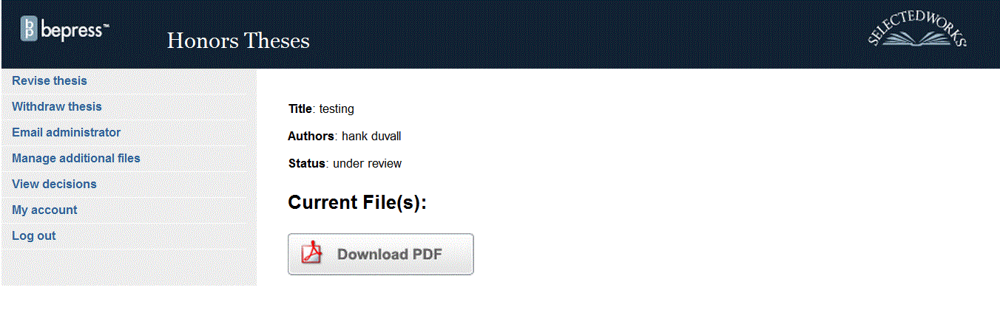 bepress™
Honors Theses
SELECTEDWORKS™
Revise thesis
Withdraw thesis
Email administrator
Manage additional files
View decisions
My account
Log out
Title: testing
Authors: hank duvall
Status: under review
Current File(s):
Download PDF